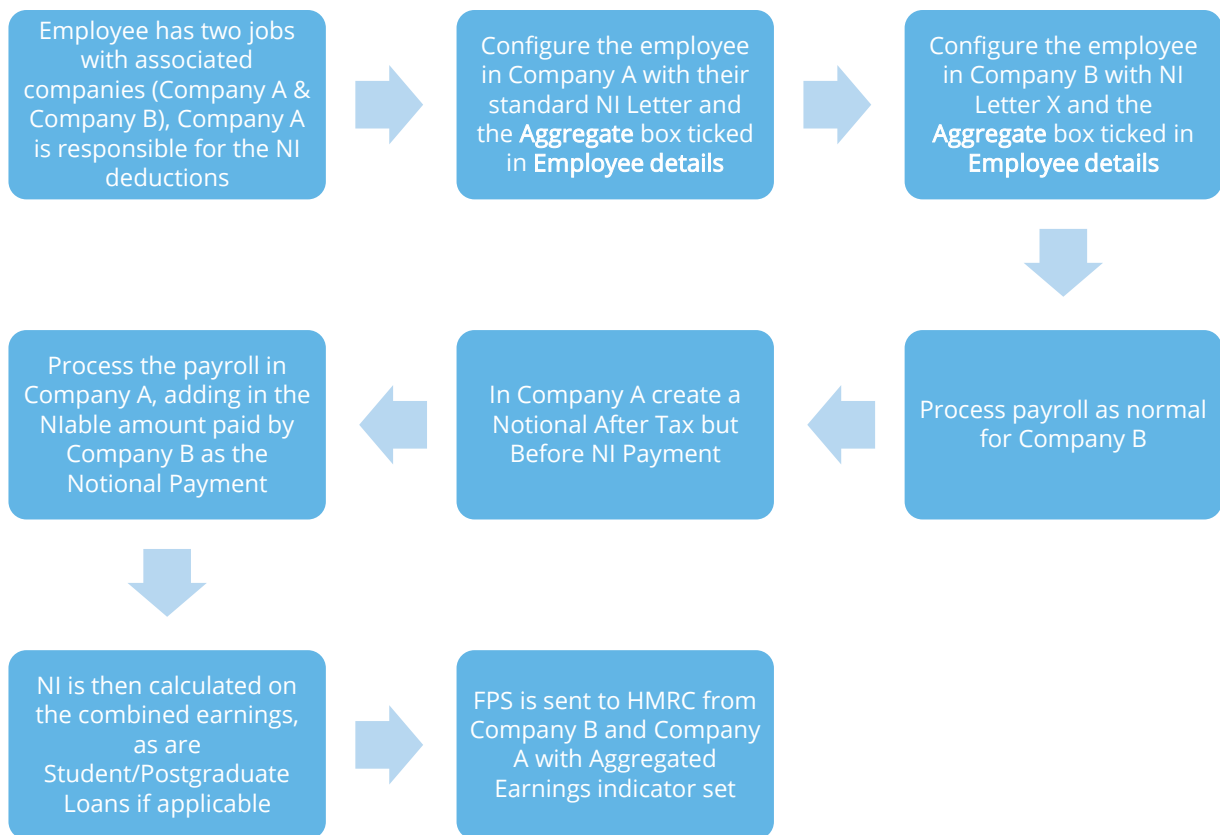 Employee has two jobs
with associated
companies (Company A &
Company B), Company A
is responsible for the NI
deductions
Configure the employee
in Company A with their
standard NI Letter and
the Aggregate box ticked
in Employee details
Configure the employee
in Company B with NI
Letter X and the
Aggregate box ticked in
Employee details
Process payroll as normal
for Company B
In Company A create a
Notional After Tax but
Before NI Payment
Process the payroll in
Company A, adding in the
NIable amount paid by
Company B as the
Notional Payment
NI is then calculated on
the combined earnings,
as are
Student/Postgraduate
Loans if applicable
FPS is sent to HMRC from
Company B and Company
A with Aggregated
Earnings indicator set